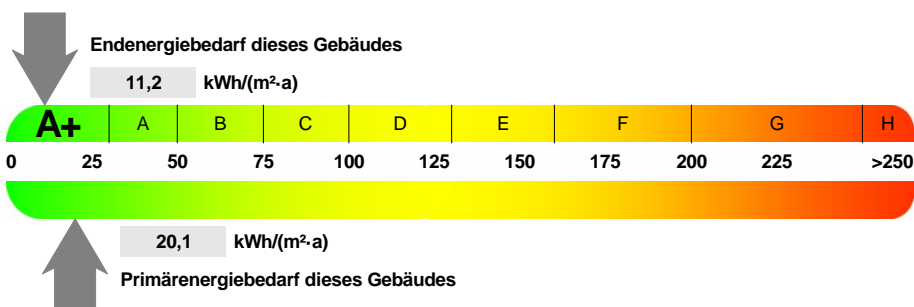 Endenergiebedarf dieses Gebäudes
11,2 kWh/(m²·a)
A+ A B C D E F G H
0 25 50 75 100 125 150 175 200 225 >250
20,1 kWh/(m²·a)
Primärenergiebedarf dieses Gebäudes